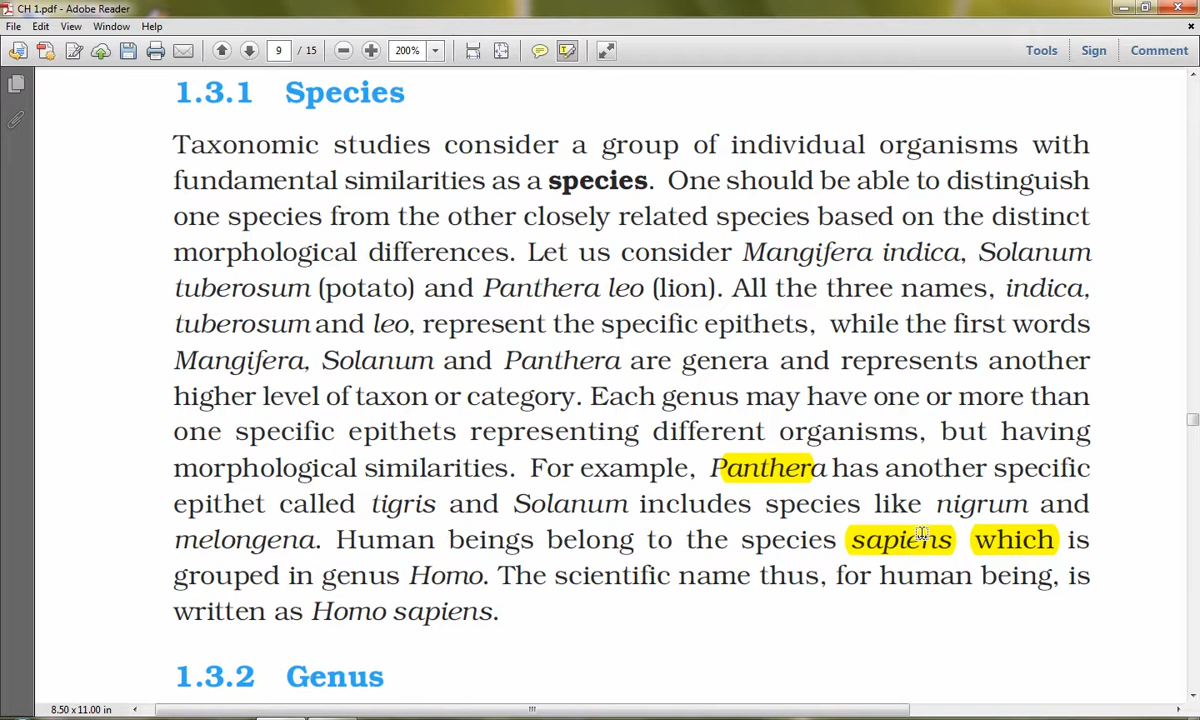 CH 1.pdf - Adobe Reader
File Edit View Window Help
9 / 15 200% Tools Sign Comment
1.3.1 Species
Taxonomic studies consider a group of individual organisms with
fundamental similarities as a species. One should be able to distinguish
one species from the other closely related species based on the distinct
morphological differences. Let us consider Mangifera indica, Solanum
tuberosum (potato) and Panthera leo (lion). All the three names, indica,
tuberosum and leo, represent the specific epithets, while the first words
Mangifera, Solanum and Panthera are genera and represents another
higher level of taxon or category. Each genus may have one or more than
one specific epithets representing different organisms, but having
morphological similarities. For example, Panthera has another specific
epithet called tigris and Solanum includes species like nigrum and
melongena. Human beings belong to the species sapiens which is
grouped in genus Homo. The scientific name thus, for human being, is
written as Homo sapiens.
1.3.2 Genus
8.50 x 11.00 in